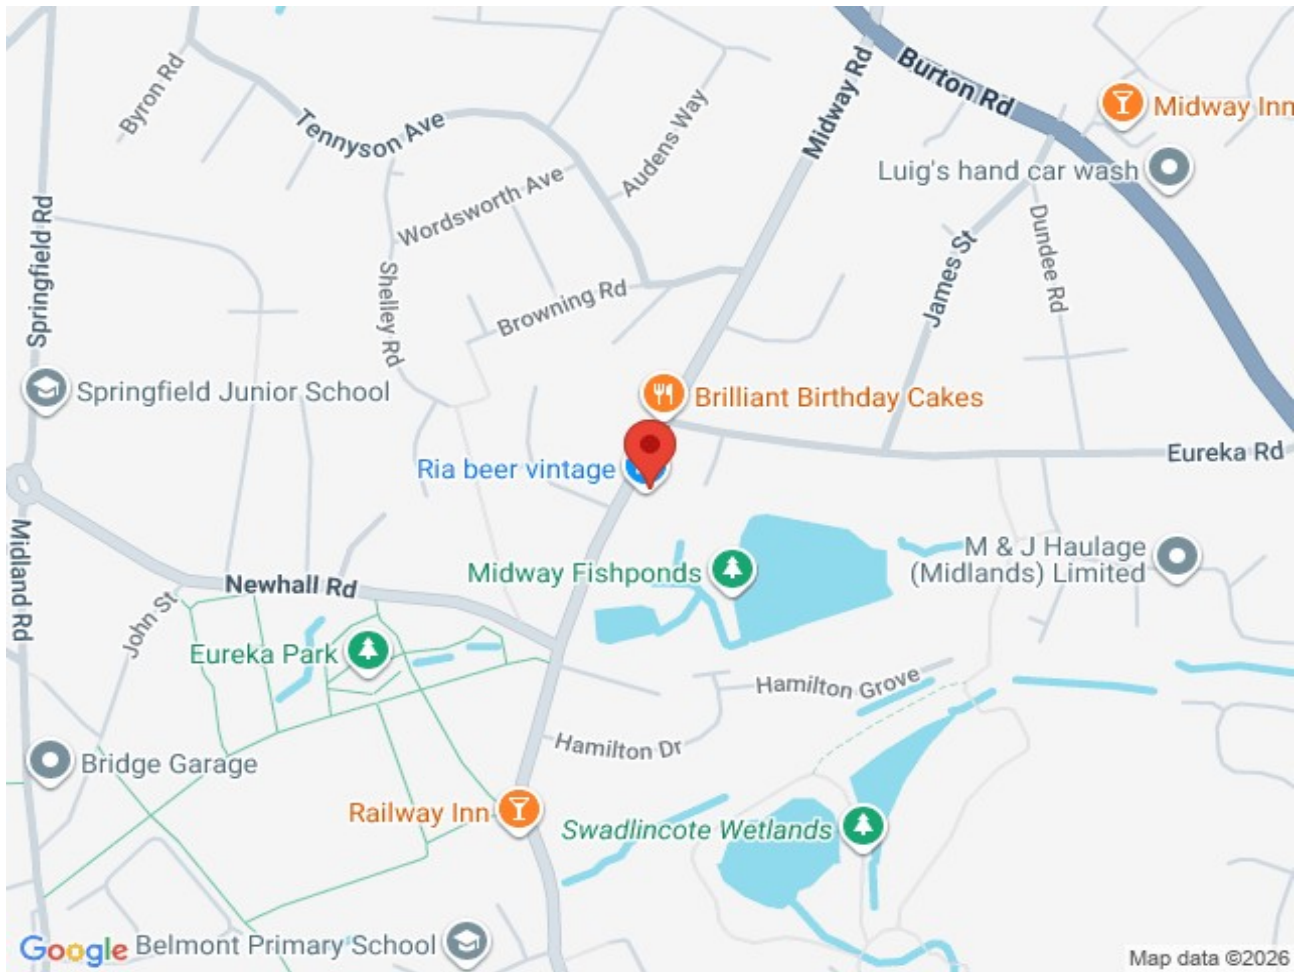 Byron Rd
Tennyson Ave
Audens Way
Midway Rd
Burton Rd
Midway Inn
Luig's hand car wash
Wordsworth Ave
Springfield Rd
Shelley Rd
Browning Rd
James St
Dundee Rd
Springfield Junior School
Brilliant Birthday Cakes
Ria beer vintage
Eureka Rd
Midland Rd
Newhall Rd
Midway Fishponds
M & J Haulage
(Midlands) Limited
John St
Eureka Park
Hamilton Grove
Hamilton Dr
Bridge Garage
Railway Inn
Swadlincote Wetlands
Google
Belmont Primary School
Map data ©2026